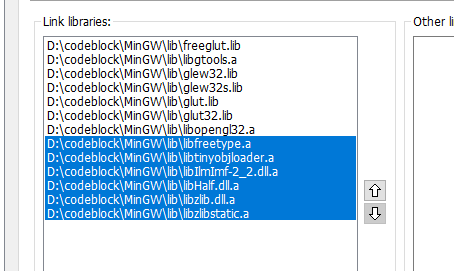 Link libraries:
Other li
D:\codeblock\MinGW\lib\freeglut.lib
D:\codeblock\MinGW\lib\libgtools.a
D:\codeblock\MinGW\lib\glew32.lib
D:\codeblock\MinGW\lib\glew32s.lib
D:\codeblock\MinGW\lib\glut.lib
D:\codeblock\MinGW\lib\glut32.lib
D:\codeblock\MinGW\lib\libopengl32.a
D:\codeblock\MinGW\lib\libfreetype.a
D:\codeblock\MinGW\lib\libtinyobjloader.a
D:\codeblock\MinGW\lib\libIlmImf-2_2.dll.a
D:\codeblock\MinGW\lib\libHalf.dll.a
D:\codeblock\MinGW\lib\libzlib.dll.a
D:\codeblock\MinGW\lib\libzlibstatic.a